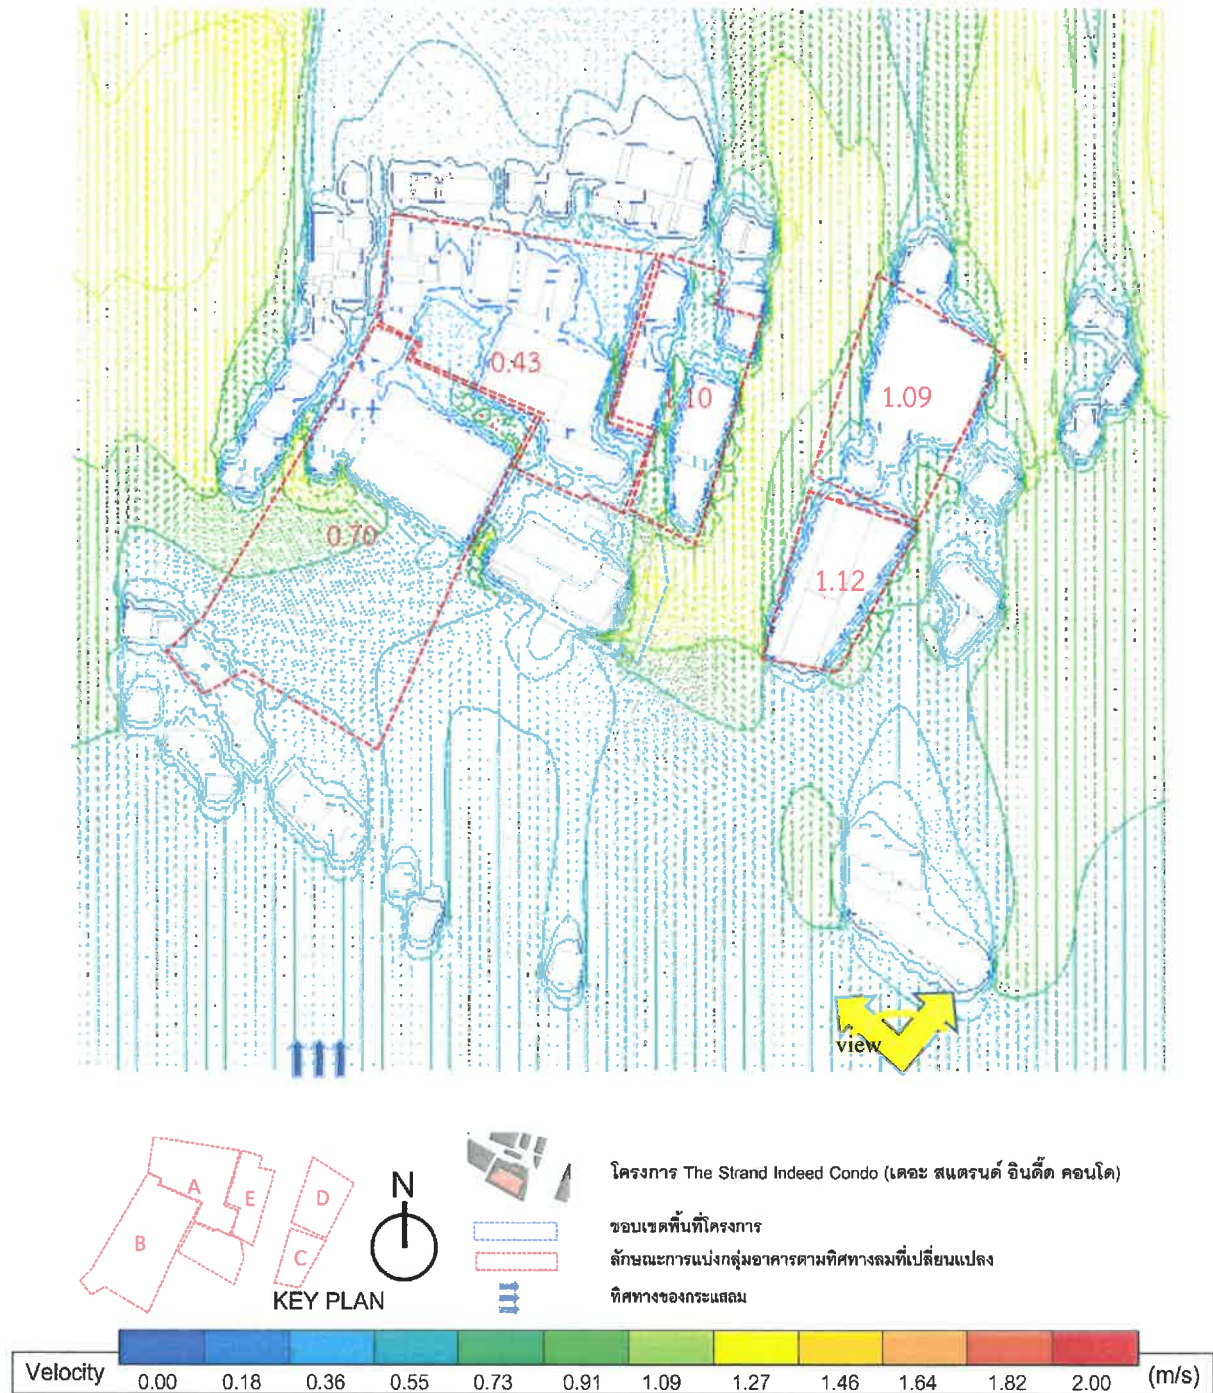 0.43
1.10
1.09
0.70
1.12
view
A
E
D
B
C
N
KEY PLAN
โครงการ The Strand Indeed Condo (เดอะ สแตรนด์ อินดี๊ด คอนโด)
ขอบเขตพื้นที่โครงการ
ลักษณะการแบ่งกลุ่มอาคารตามทิศทางลมที่เปลี่ยนแปลง
ทิศทางของกระแสลม
Velocity 0.00 0.18 0.36 0.55 0.73 0.91 1.09 1.27 1.46 1.64 1.82 2.00 (m/s)